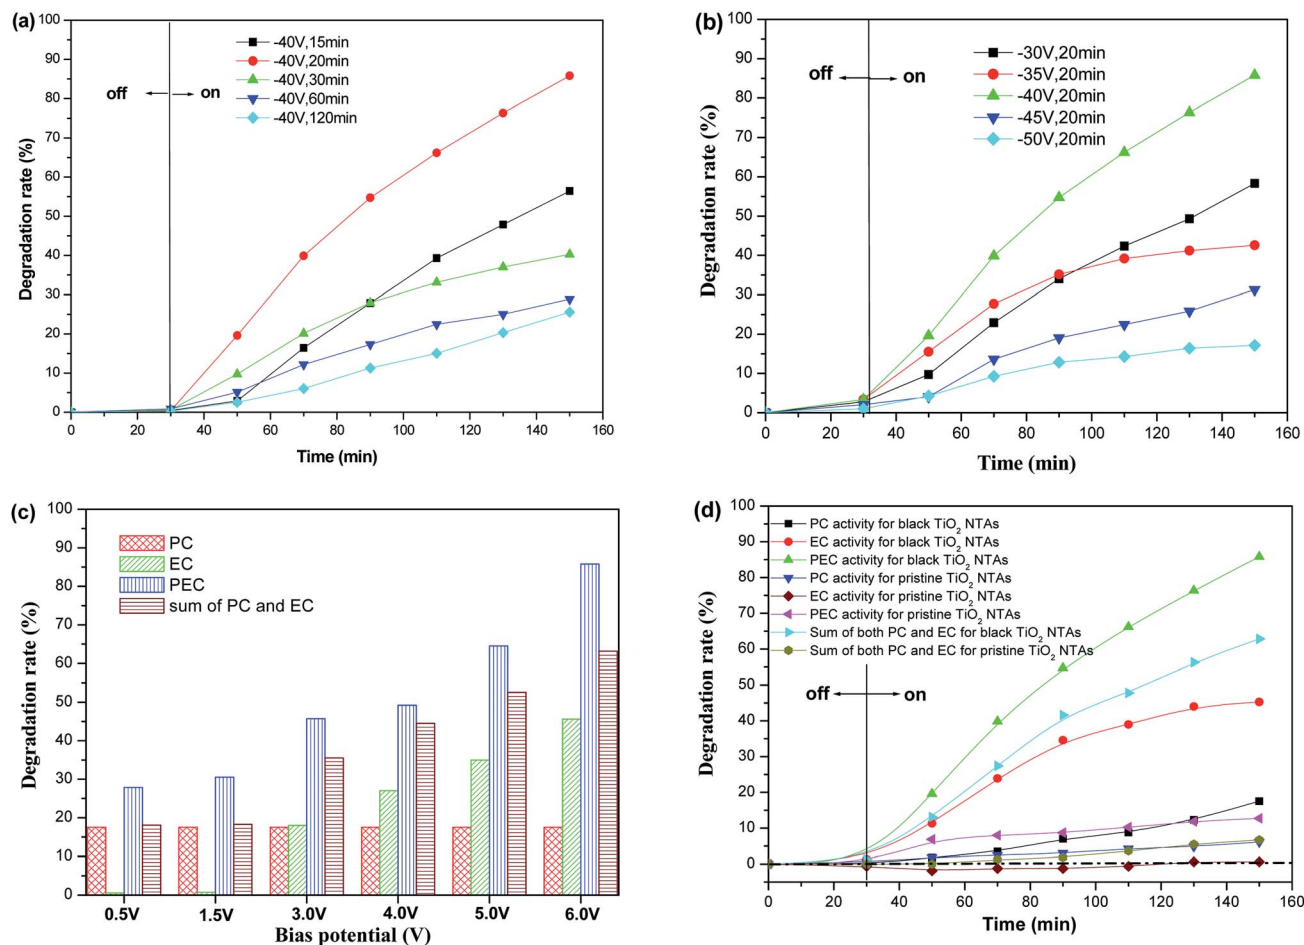 (a)
100
90
80
70
60
50
40
30
20
10
0
Degradation rate (%)
-40V,15min
-40V,20min
-40V,30min
-40V,60min
-40V,120min
off
on
0 20 40 60 80 100 120 140 160
Time (min)
(b)
100
90
80
70
60
50
40
30
20
10
0
Degradation rate (%)
-30V,20min
-35V,20min
-40V,20min
-45V,20min
-50V,20min
off
on
0 20 40 60 80 100 120 140 160
Time (min)
(c)
100
90
80
70
60
50
40
30
20
10
0
Degradation rate (%)
PC
EC
PEC
sum of PC and EC
0.5V 1.5V 3.0V 4.0V 5.0V 6.0V
Bias potential (V)
(d)
100
90
80
70
60
50
40
30
20
10
0
Degradation rate (%)
PC activity for black TiO₂ NTAs
EC activity for black TiO₂ NTAs
PEC activity for black TiO₂ NTAs
PC activity for pristine TiO₂ NTAs
EC activity for pristine TiO₂ NTAs
PEC activity for pristine TiO₂ NTAs
Sum of both PC and EC for black TiO₂ NTAs
Sum of both PC and EC for pristine TiO₂ NTAs
off
on
0 20 40 60 80 100 120 140 160
Time (min)